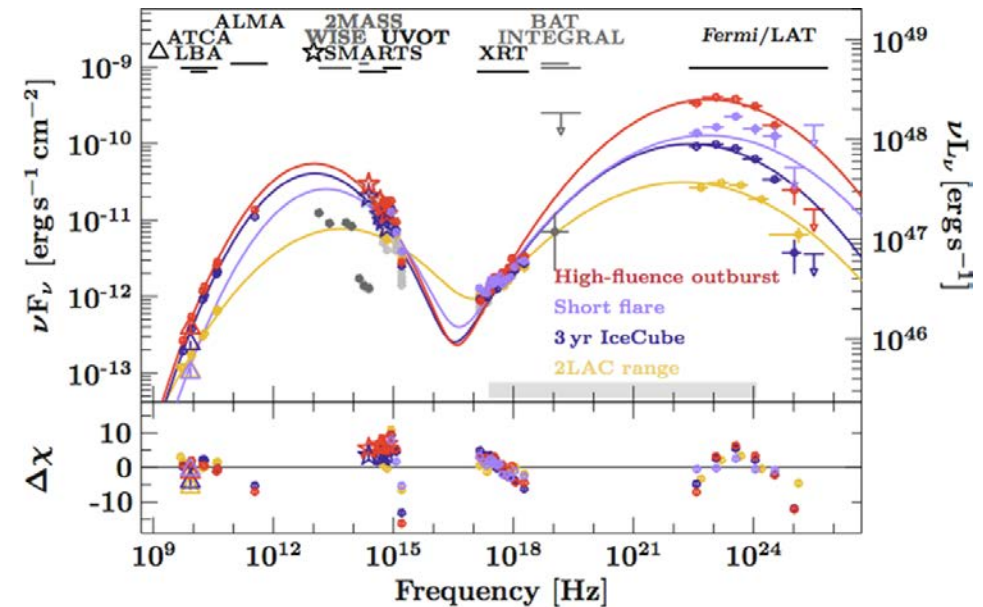 ALMA 2MASS BAT
ATCA WISE UVOT INTEGRAL Fermi/LAT
LBA SMARTS XRT
10^-9
10^-10
10^-11
10^-12
10^-13
νFν [erg s^-1 cm^-2]
10^49
10^48
10^47
10^46
νLν [erg s^-1]
High-fluence outburst
Short flare
3 yr IceCube
2LAC range
10
0
-10
Δχ
10^9 10^12 10^15 10^18 10^21 10^24
Frequency [Hz]